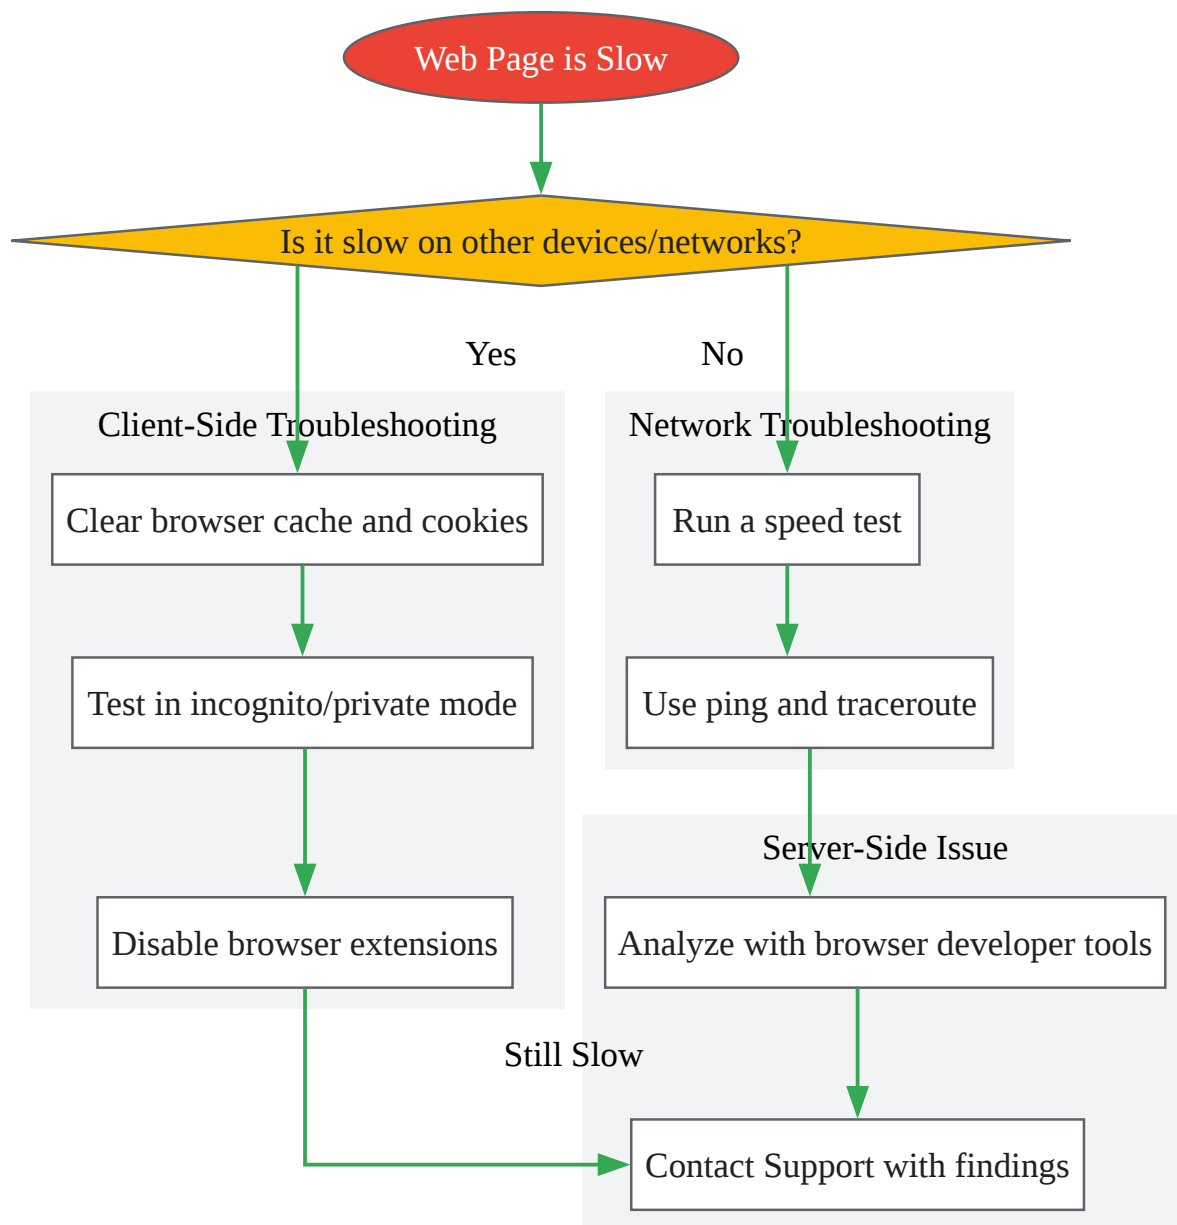 Web Page is Slow
Is it slow on other devices/networks?
Yes
No
Client-Side Troubleshooting
Network Troubleshooting
Clear browser cache and cookies
Run a speed test
Test in incognito/private mode
Use ping and traceroute
Server-Side Issue
Disable browser extensions
Analyze with browser developer tools
Still Slow
Contact Support with findings